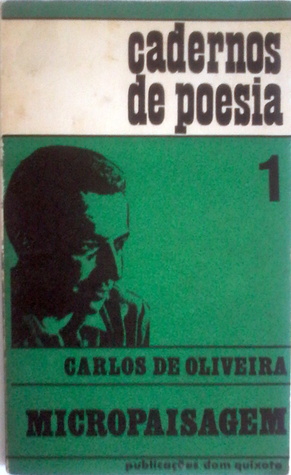 cadernos
de poesia
1
CARLOS DE OLIVEIRA
MICROPAISAGEM
publicações dom quixote